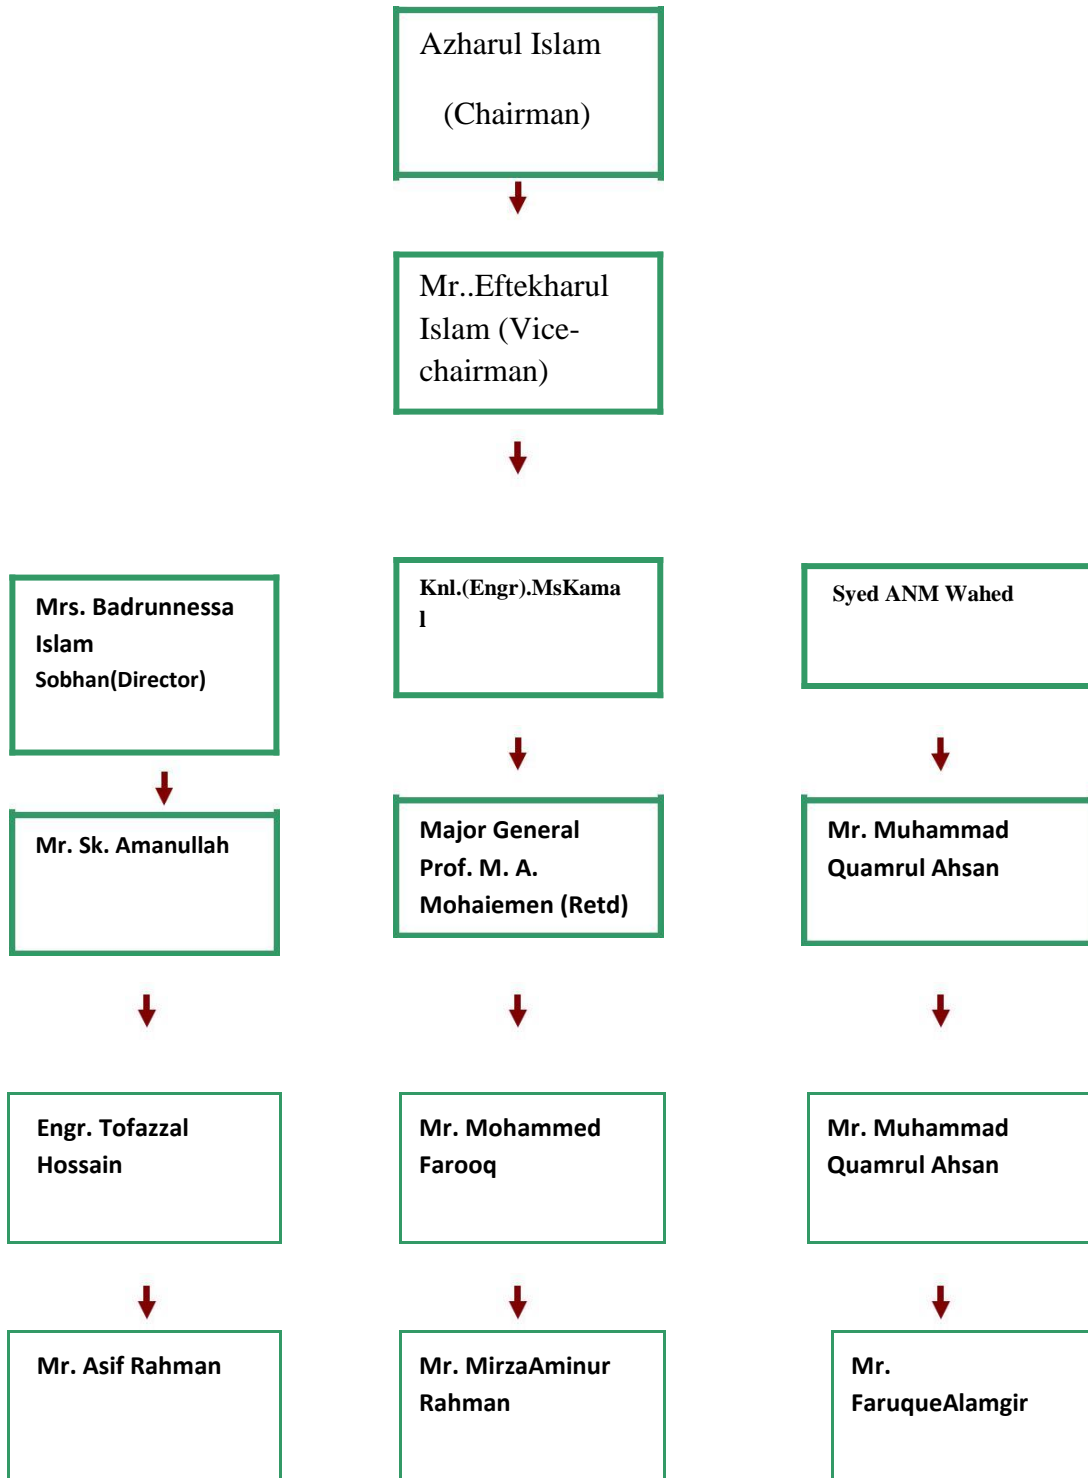 Azharul Islam
(Chairman)
Mr..Eftekharul
Islam (Vice-
chairman)
Mrs. Badrunnessa
Islam
Sobhan(Director)
Knl.(Engr).MsKama
l
Syed ANM Wahed
Mr. Sk. Amanullah
Major General
Prof. M. A.
Mohaiemen (Retd)
Mr. Muhammad
Quamrul Ahsan
Engr. Tofazzal
Hossain
Mr. Mohammed
Farooq
Mr. Muhammad
Quamrul Ahsan
Mr. Asif Rahman
Mr. MirzaAminur
Rahman
Mr.
FaruqueAlamgir